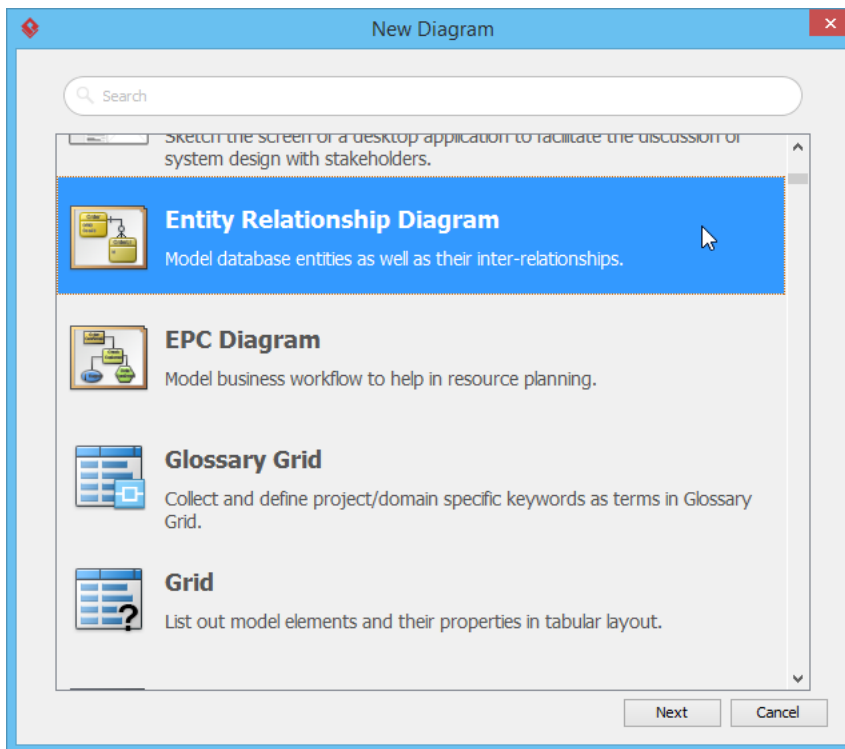 New Diagram
Search
Sketch the screen of a desktop application to facilitate the discussion of
system design with stakeholders.
Entity Relationship Diagram
Model database entities as well as their inter-relationships.
EPC Diagram
Model business workflow to help in resource planning.
Glossary Grid
Collect and define project/domain specific keywords as terms in Glossary
Grid.
Grid
?
List out model elements and their properties in tabular layout.
Next
Cancel